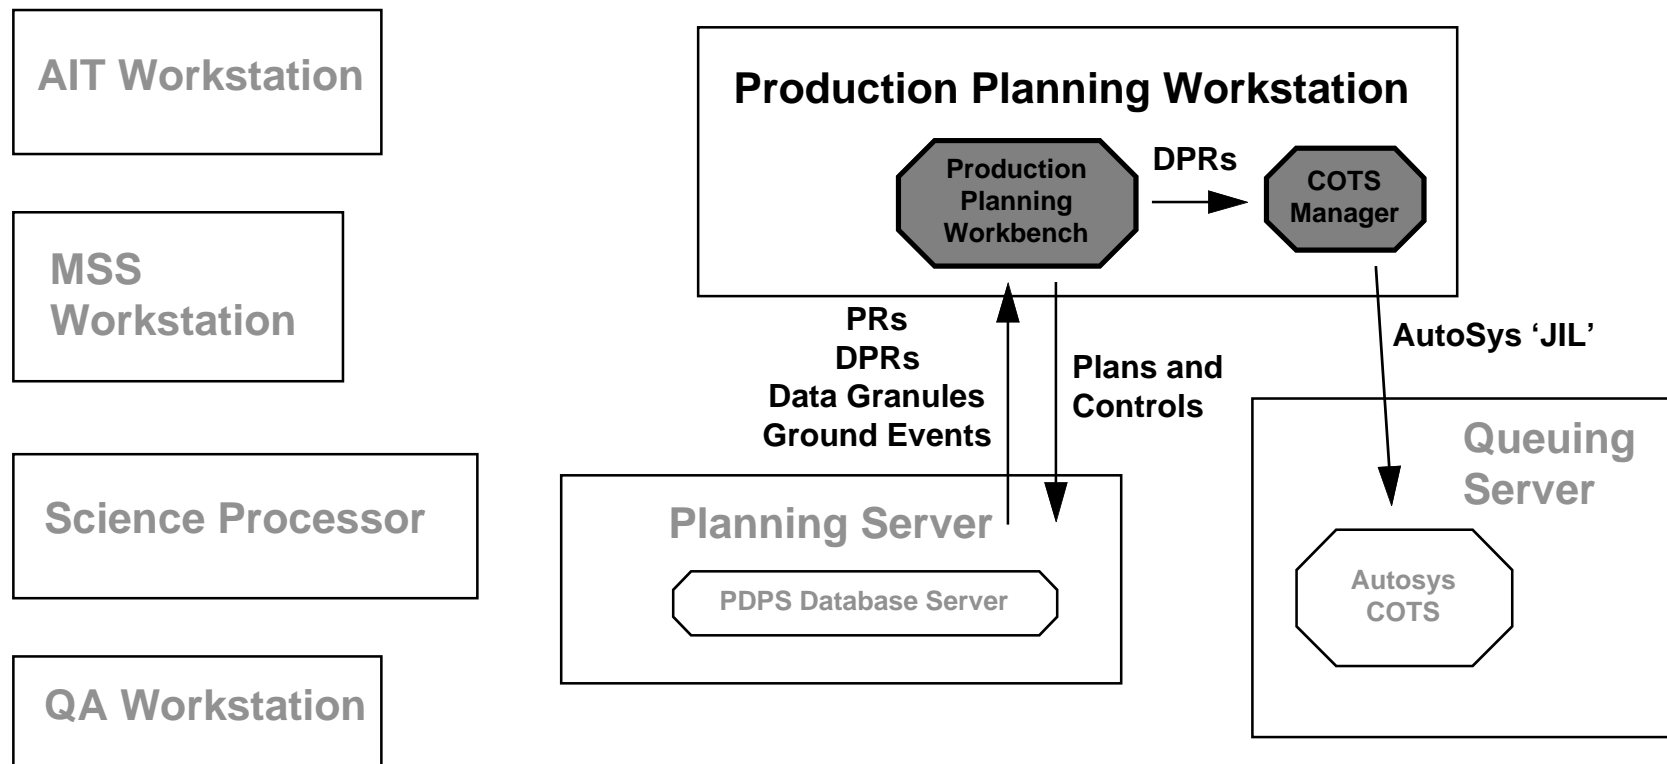 AIT Workstation
MSS
Workstation
Science Processor
QA Workstation
Production Planning Workstation
Production
Planning
Workbench
DPRs
COTS
Manager
PRs
DPRs
Data Granules
Ground Events
Plans and
Controls
AutoSys ‘JIL’
Planning Server
PDPS Database Server
Queuing
Server
Autosys
COTS